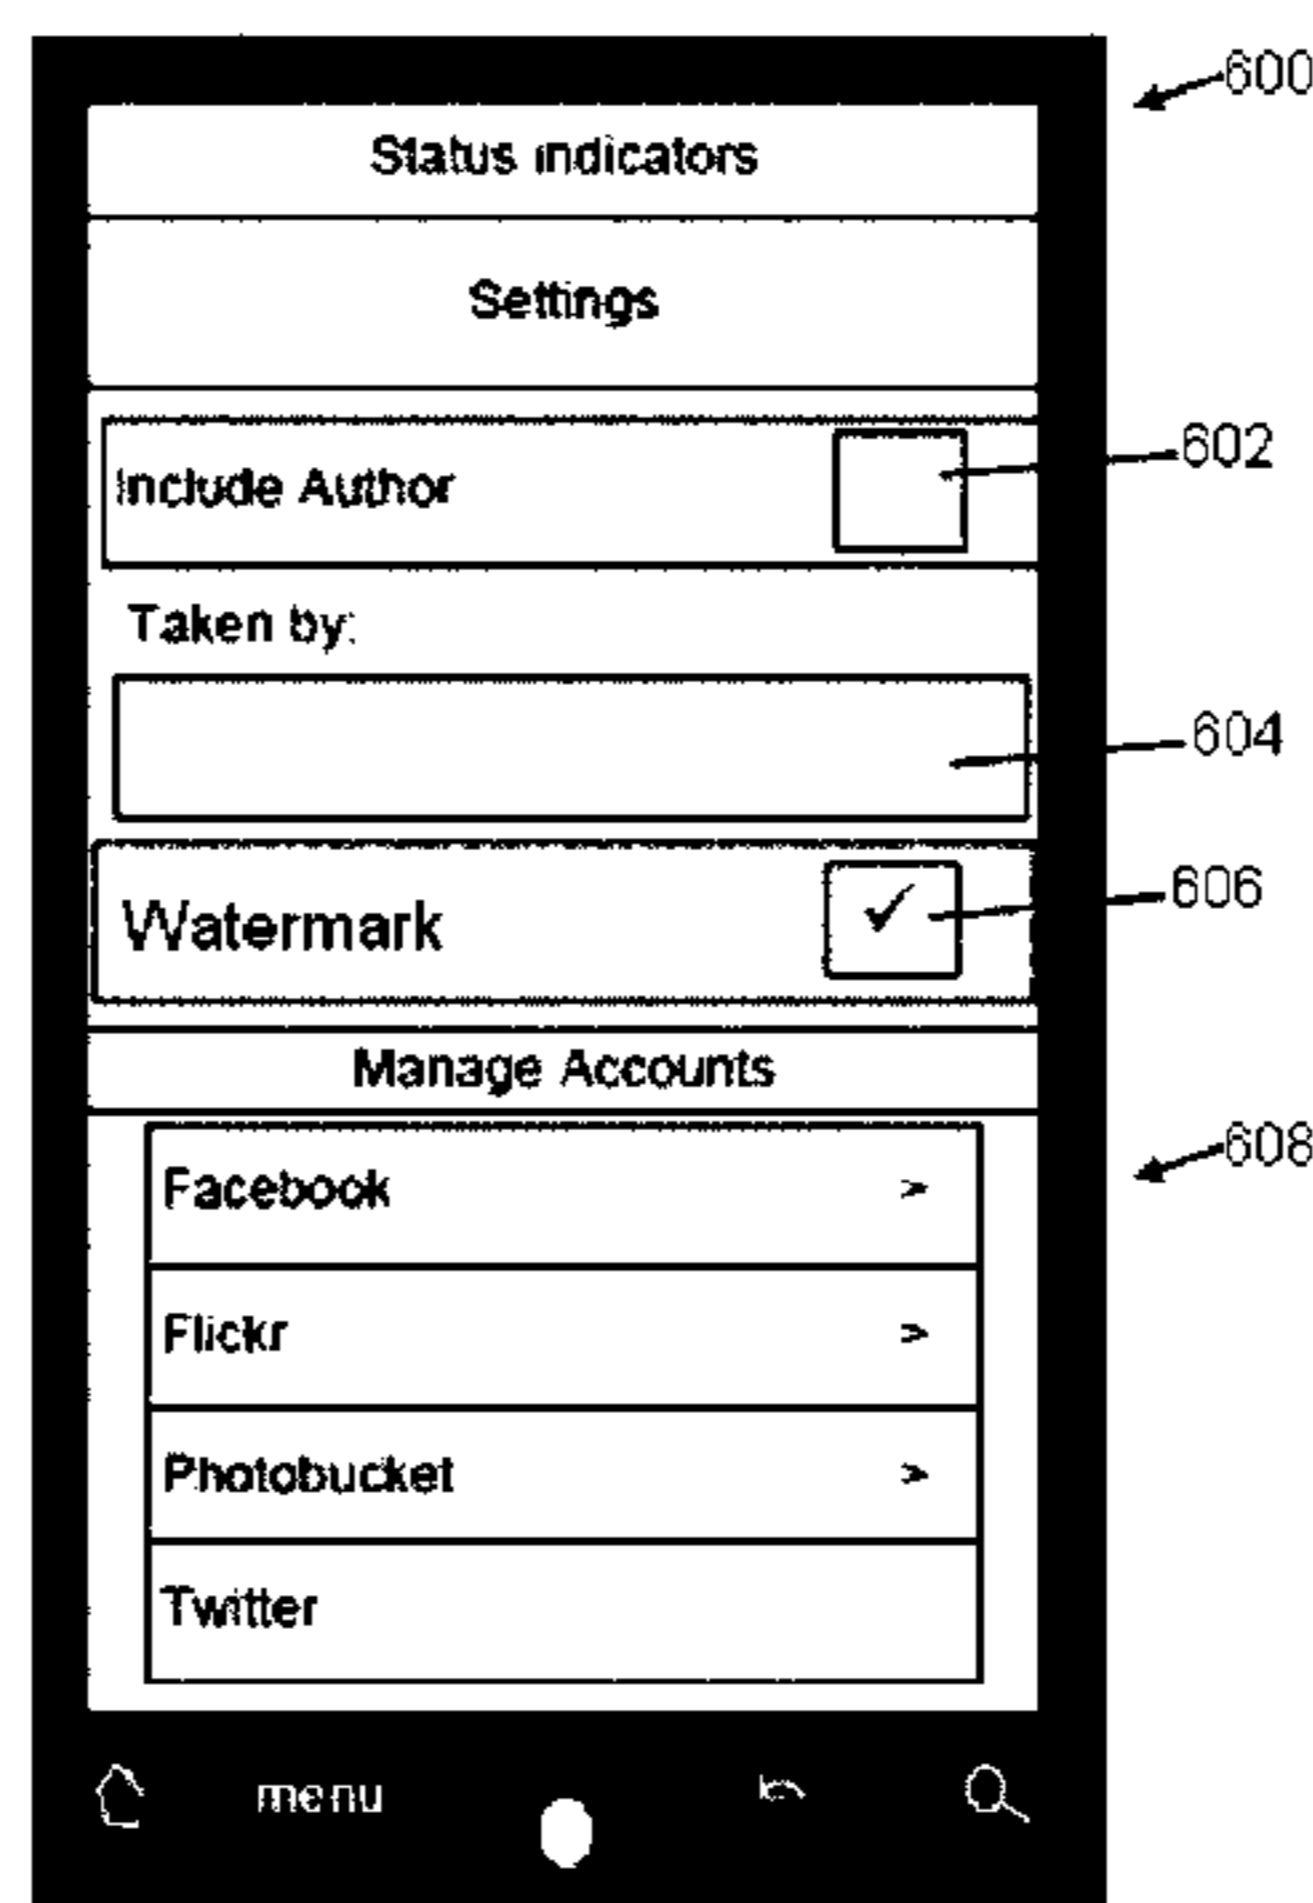 600
Status indicators
Settings
Include Author
602
Taken by:
604
Watermark ✓
606
Manage Accounts
608
Facebook >
Flickr >
Photobucket >
Twitter
menu